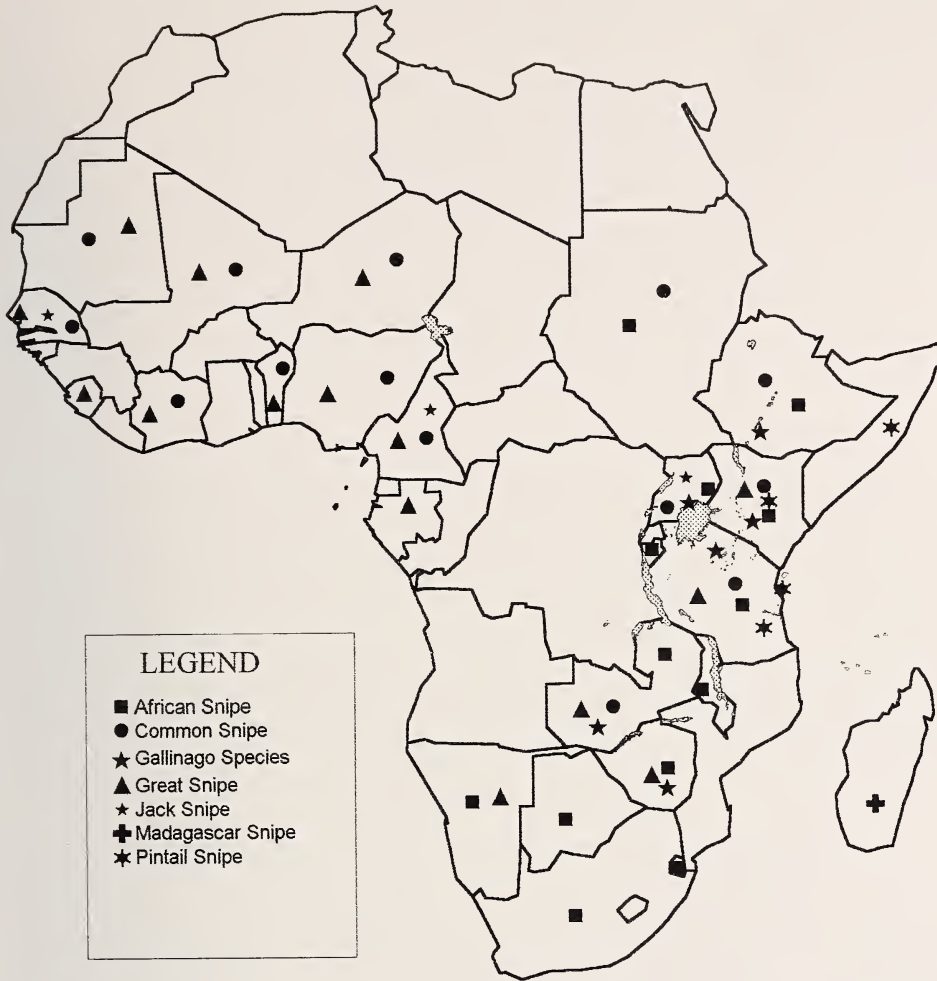 LEGEND
African Snipe
Common Snipe
Gallinago Species
Great Snipe
Jack Snipe
Madagascar Snipe
Pintail Snipe